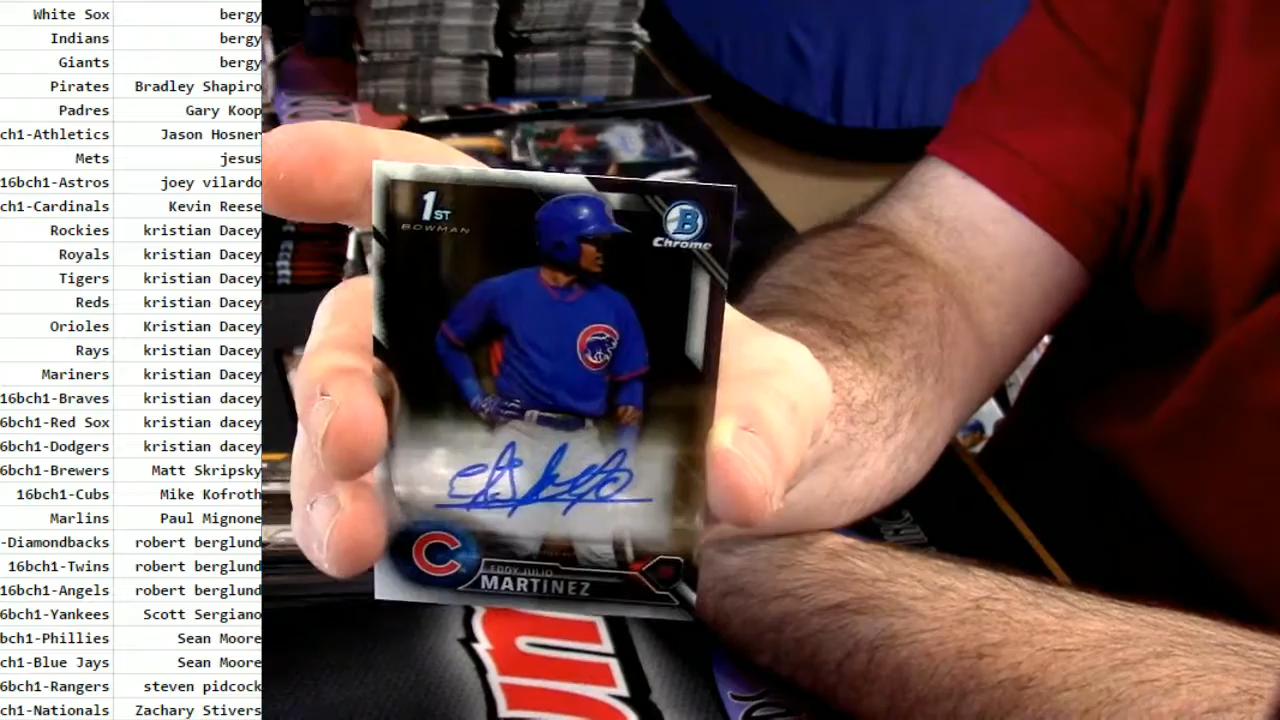 White Sox bergy
Indians bergy
Giants bergy
Pirates Bradley Shapiro
Padres Gary Koop
ch1-Athletics Jason Hosner
Mets jesus
16bch1-Astros joey vilardo
ch1-Cardinals Kevin Reese
Rockies kristian Dacey
Royals kristian Dacey
Tigers kristian Dacey
Reds kristian Dacey
Orioles Kristian Dacey
Rays kristian Dacey
Mariners kristian Dacey
16bch1-Braves kristian dacey
6bch1-Red Sox kristian dacey
6bch1-Dodgers kristian dacey
6bch1-Brewers Matt Skripsky
16bch1-Cubs Mike Kofroth
Marlins Paul Mignone
-Diamondbacks robert berglund
16bch1-Twins robert berglund
16bch1-Angels robert berglund
6bch1-Yankees Scott Sergiano
bch1-Phillies Sean Moore
ch1-Blue Jays Sean Moore
6bch1-Rangers steven pidcock
ch1-Nationals Zachary Stivers
1ST
BOWMAN
B
Chrome
C
EDDY JULIO
MARTINEZ